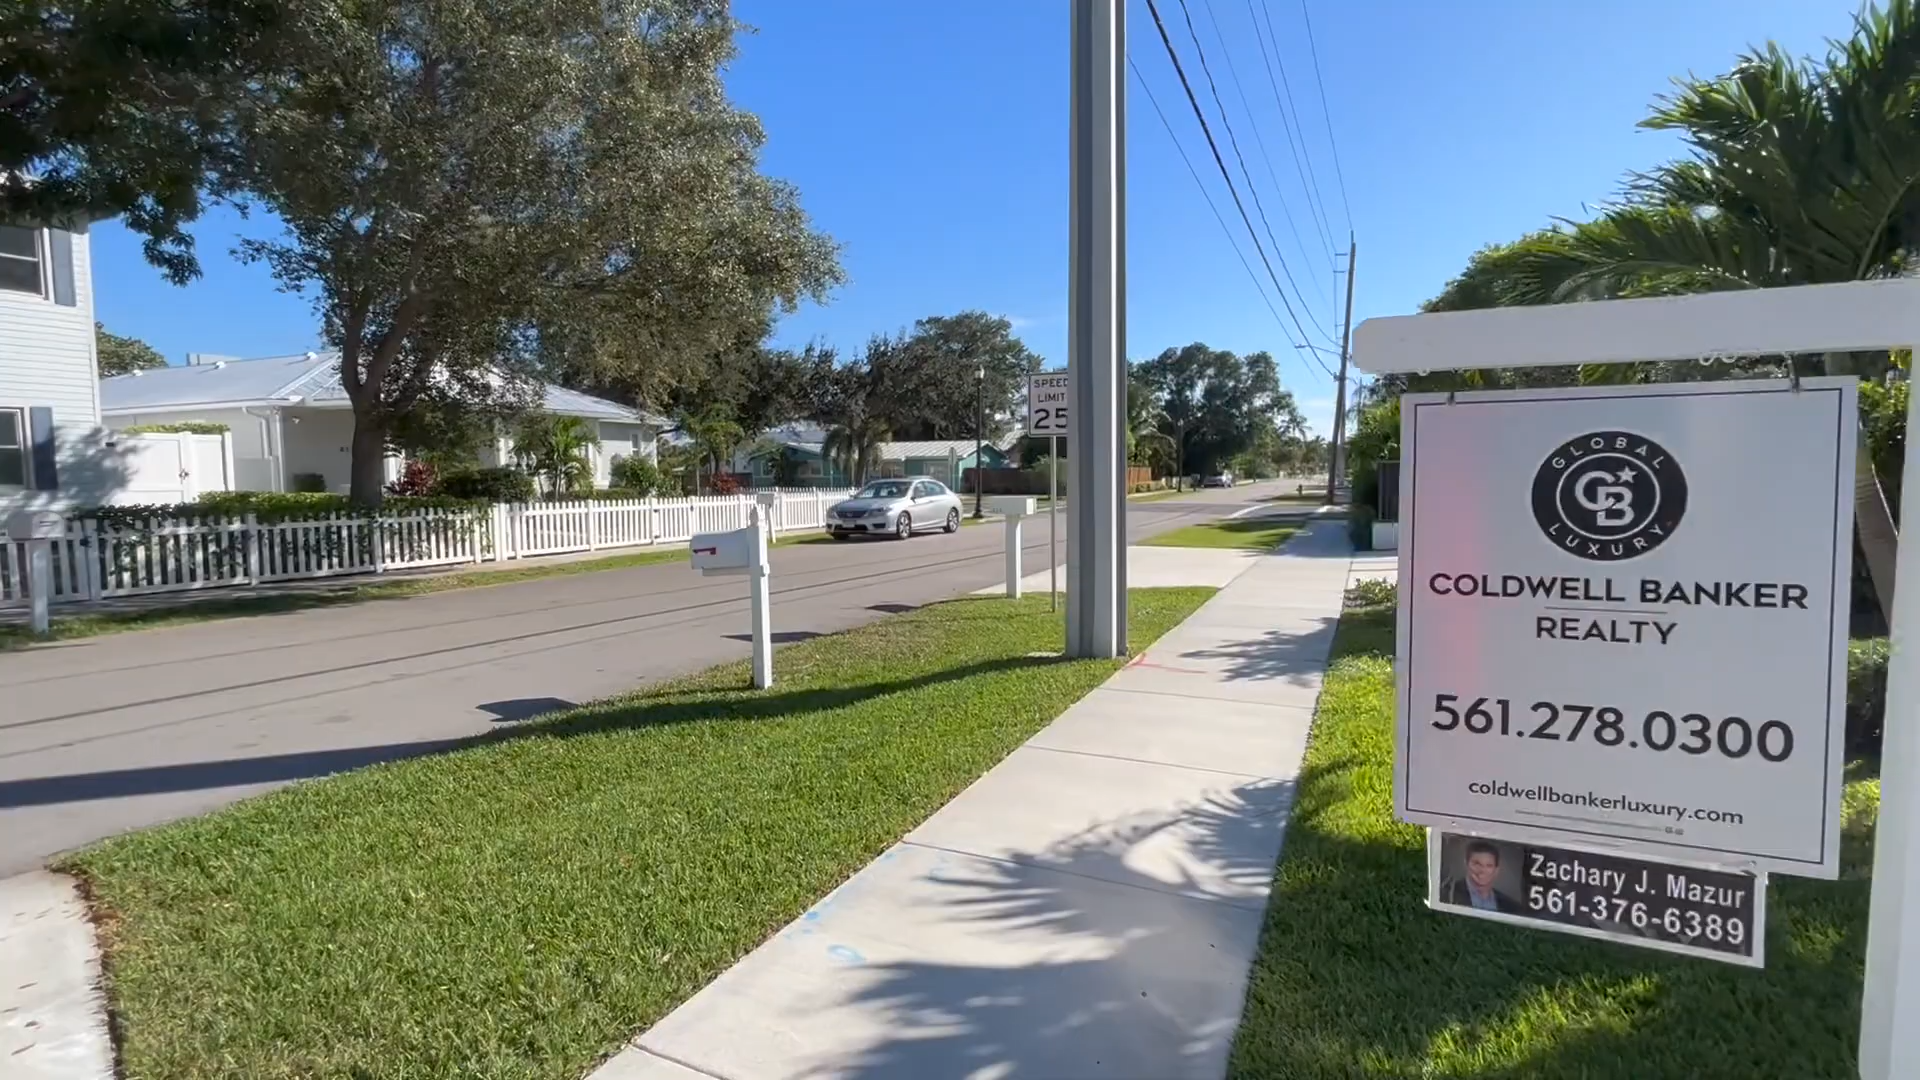 SPEED
LIMIT
25
GLOBAL
CB
LUXURY
COLDWELL BANKER
REALTY
561.278.0300
coldwellbankerluxury.com
Zachary J. Mazur
561-376-6389